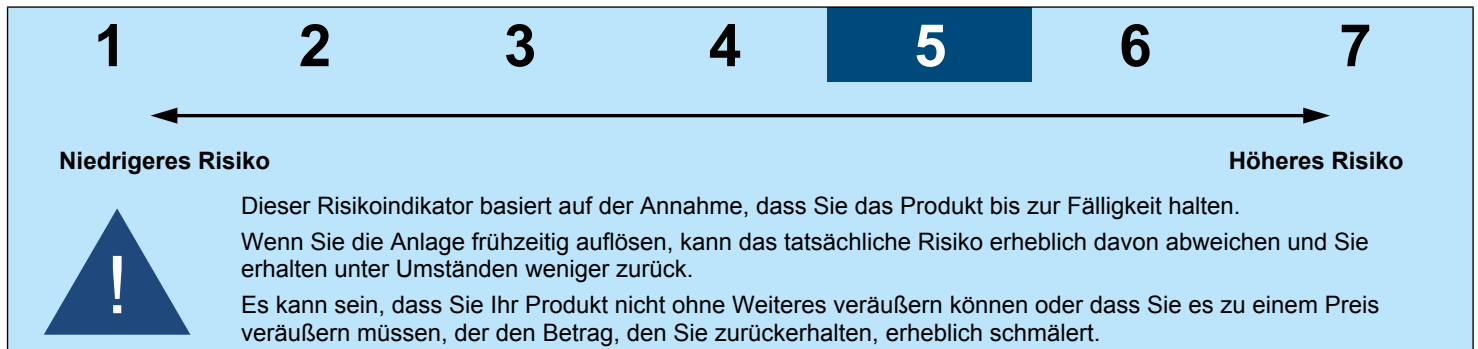 1 2 3 4 5 6 7
Niedrigeres Risiko Höheres Risiko
Dieser Risikoindikator basiert auf der Annahme, dass Sie das Produkt bis zur Fälligkeit halten.
Wenn Sie die Anlage frühzeitig auflösen, kann das tatsächliche Risiko erheblich davon abweichen und Sie
erhalten unter Umständen weniger zurück.
Es kann sein, dass Sie Ihr Produkt nicht ohne Weiteres veräußern können oder dass Sie es zu einem Preis
veräußern müssen, der den Betrag, den Sie zurückerhalten, erheblich schmälert.
!